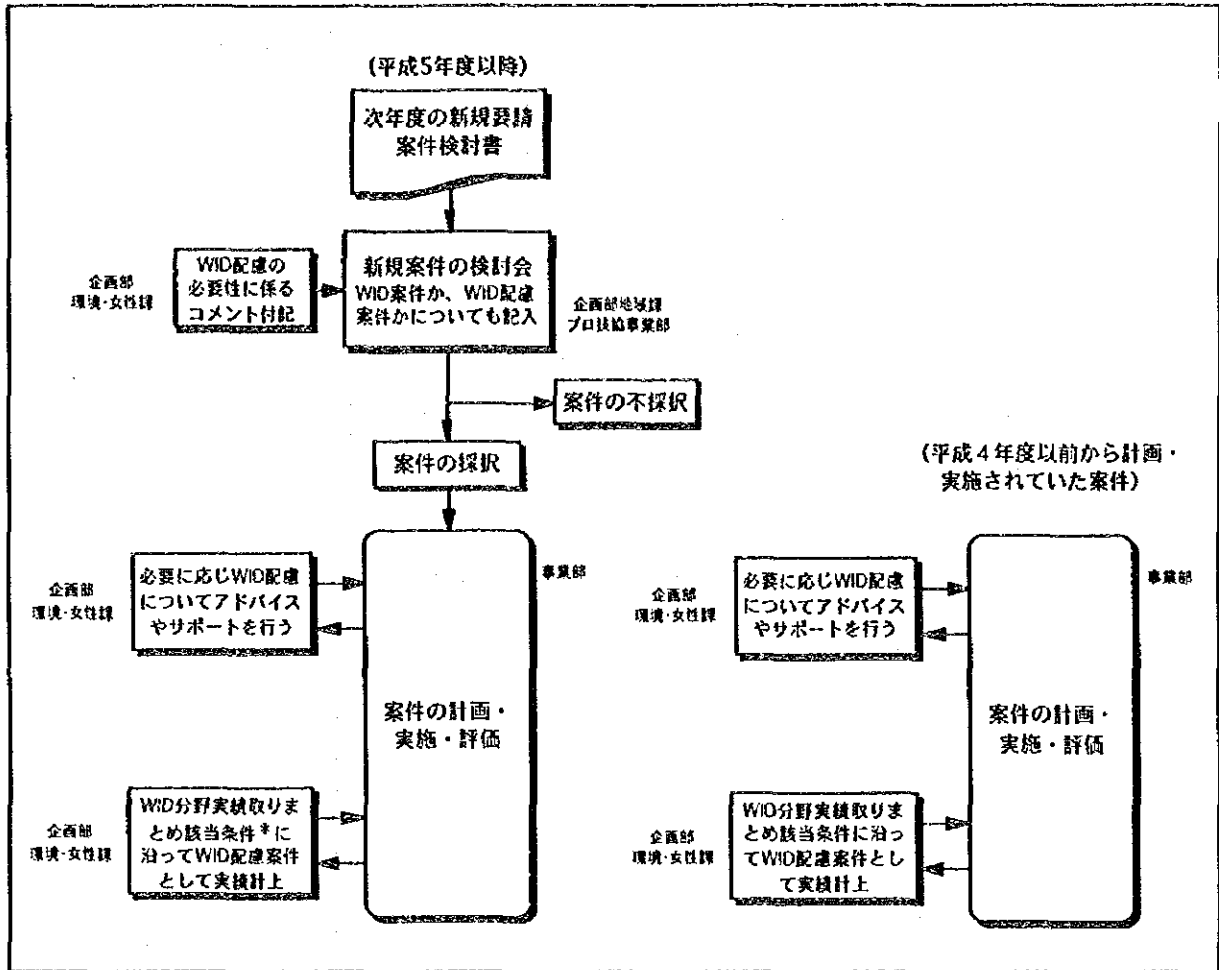 (平成5年度以降)
次年度の新規要請
案件検討書
企画部
環境・女性課
WID配慮の
必要性に係る
コメント付記
新規案件の検討会
WID案件か、WID配慮
案件かについても記入
企画部地域課
プロ技協事業部
案件の不採択
案件の採択
企画部
環境・女性課
必要に応じWID配慮
についてアドバイス
やサポートを行う
事業部
案件の計画・
実施・評価
企画部
環境・女性課
WID分野実績取りま
とめ該当条件*に
沿ってWID配慮案件
として実績計上
(平成4年度以前から計画・
実施されていた案件)
企画部
環境・女性課
必要に応じWID配慮
についてアドバイス
やサポートを行う
事業部
案件の計画・
実施・評価
企画部
環境・女性課
WID分野実績取りま
とめ該当条件に沿っ
てWID配慮案件とし
て実績計上